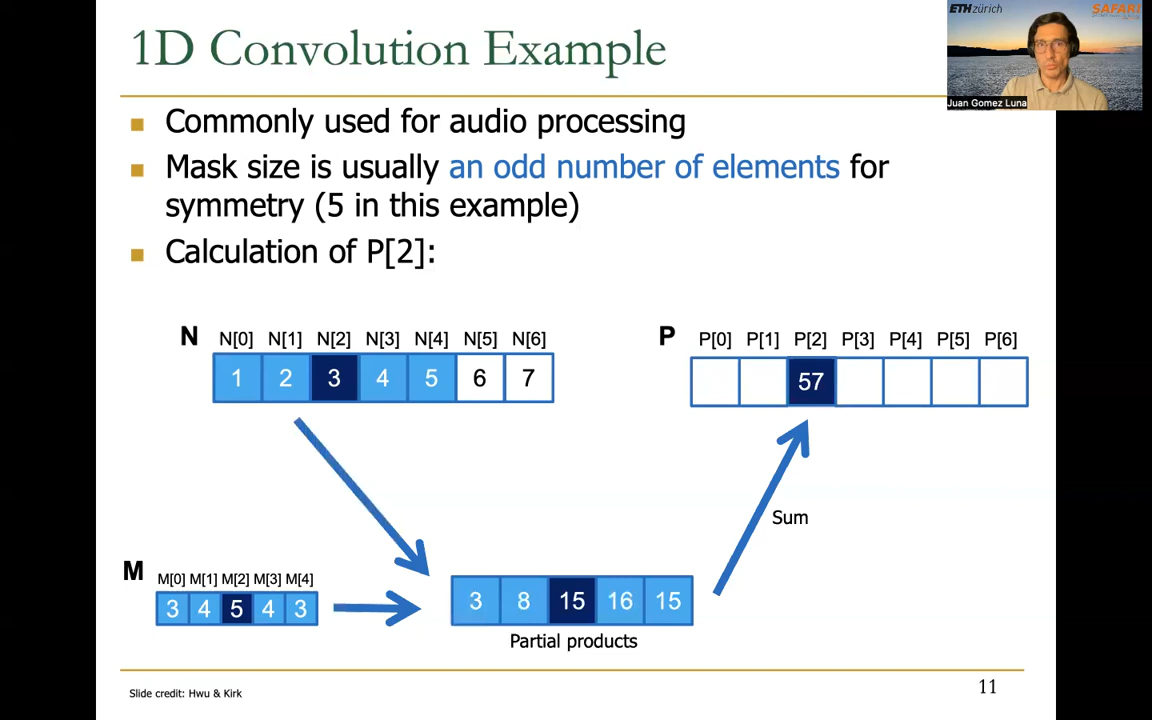 1D Convolution Example
ETH zürich
SAFARI
Juan Gomez Luna
Commonly used for audio processing
Mask size is usually an odd number of elements for
symmetry (5 in this example)
Calculation of P[2]:
N N[0] N[1] N[2] N[3] N[4] N[5] N[6]
1 2 3 4 5 6 7
P P[0] P[1] P[2] P[3] P[4] P[5] P[6]
57
Sum
M M[0] M[1] M[2] M[3] M[4]
3 4 5 4 3
3 8 15 16 15
Partial products
Slide credit: Hwu & Kirk
11